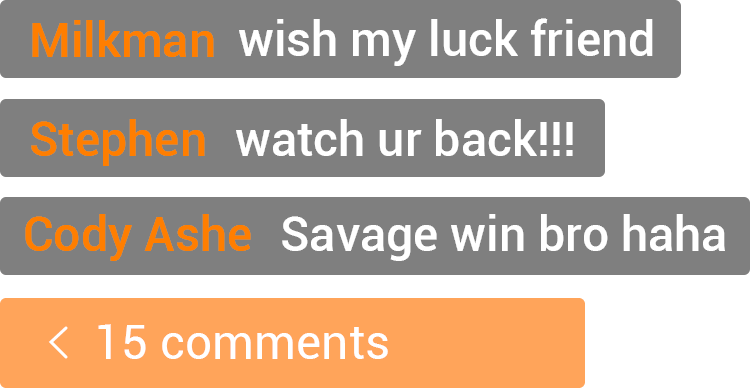 Milkman wish my luck friend
Stephen watch ur back!!!
Cody Ashe Savage win bro haha
15 comments